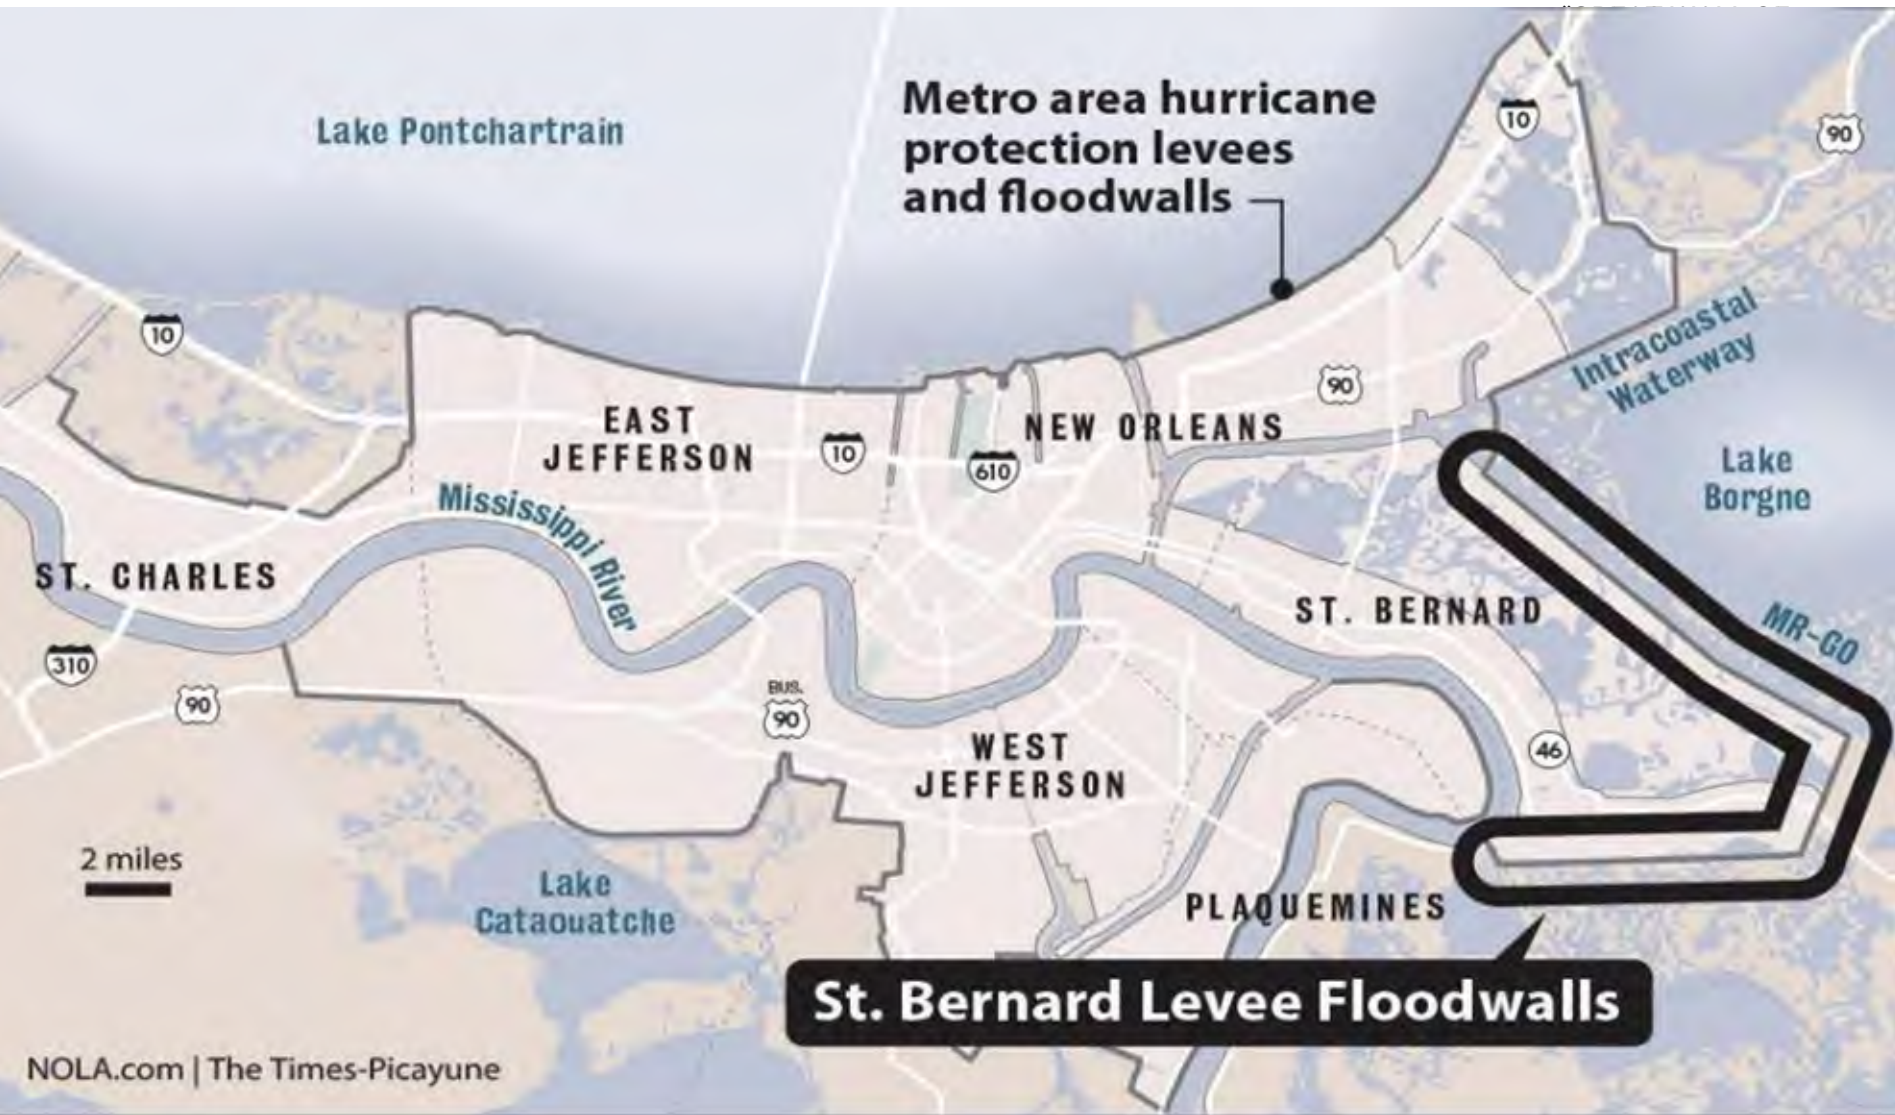 Lake Pontchartrain
Metro area hurricane
protection levees
and floodwalls
10
90
10
Intracoastal
Waterway
90
EAST
JEFFERSON
10
NEW ORLEANS
610
Lake
Borgne
Mississippi River
ST. CHARLES
ST. BERNARD
MR-GO
310
90
BUS.
90
WEST
JEFFERSON
46
2 miles
Lake
Cataouatche
PLAQUEMINES
St. Bernard Levee Floodwalls
NOLA.com | The Times-Picayune